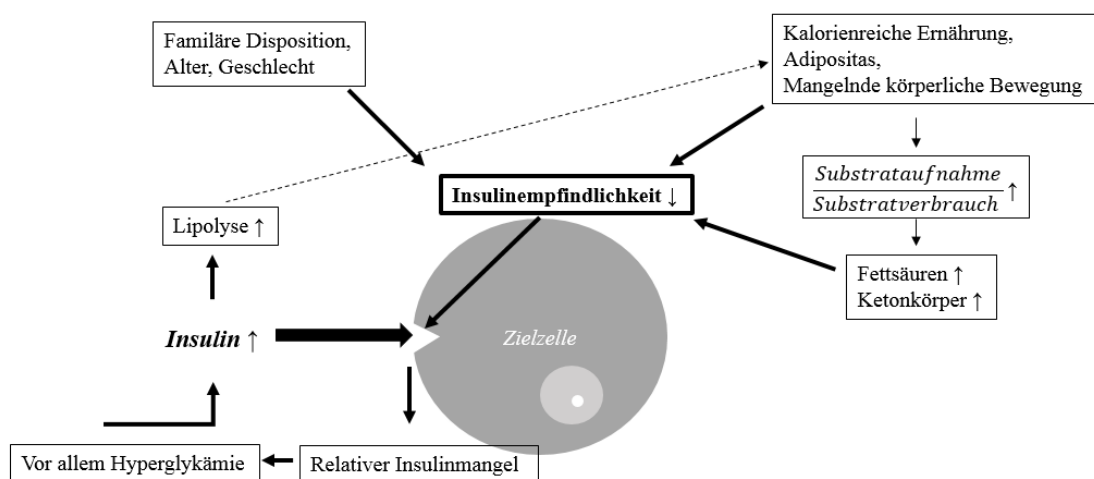 Familäre Disposition,
Alter, Geschlecht
Kalorienreiche Ernährung,
Adipositas,
Mangelnde körperliche Bewegung
Insulinempfindlichkeit ↓
Substrataufnahme
Substratverbrauch ↑
Lipolyse ↑
Fettsäuren ↑
Ketonkörper ↑
Insulin ↑
Zielzelle
Vor allem Hyperglykämie
Relativer Insulinmangel